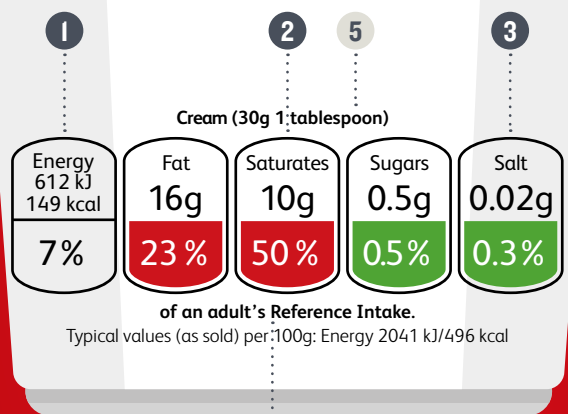 1 2 5 3
Cream (30g 1 tablespoon)
Energy Fat Saturates Sugars Salt
612 kJ
149 kcal 16g 10g 0.5g 0.02g
7% 23% 50% 0.5% 0.3%
of an adult's Reference Intake.
Typical values (as sold) per 100g: Energy 2041 kJ/496 kcal